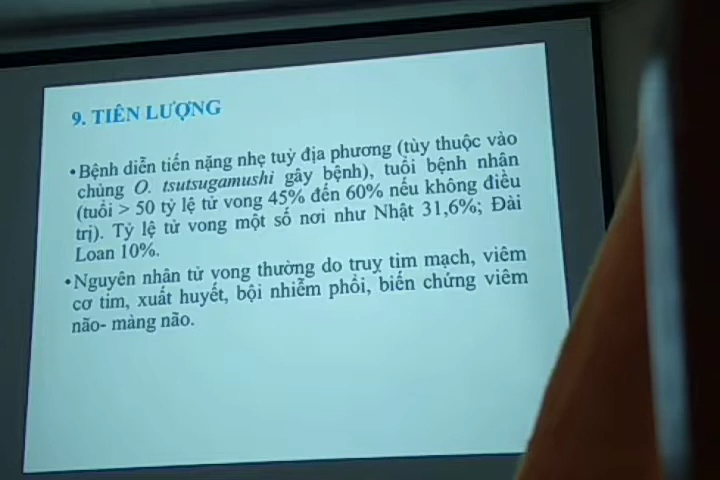 9. TIÊN LƯỢNG
•Bệnh diễn tiến nặng nhẹ tuỳ địa phương (tùy thuộc vào
chủng O. tsutsugamushi gây bệnh), tuổi bệnh nhân
(tuổi > 50 tỷ lệ tử vong 45% đến 60% nếu không điều
trị). Tỷ lệ tử vong một số nơi như Nhật 31,6%; Đài
Loan 10%.
•Nguyên nhân tử vong thường do truỵ tim mạch, viêm
cơ tim, xuất huyết, bội nhiễm phổi, biến chứng viêm
não- màng não.